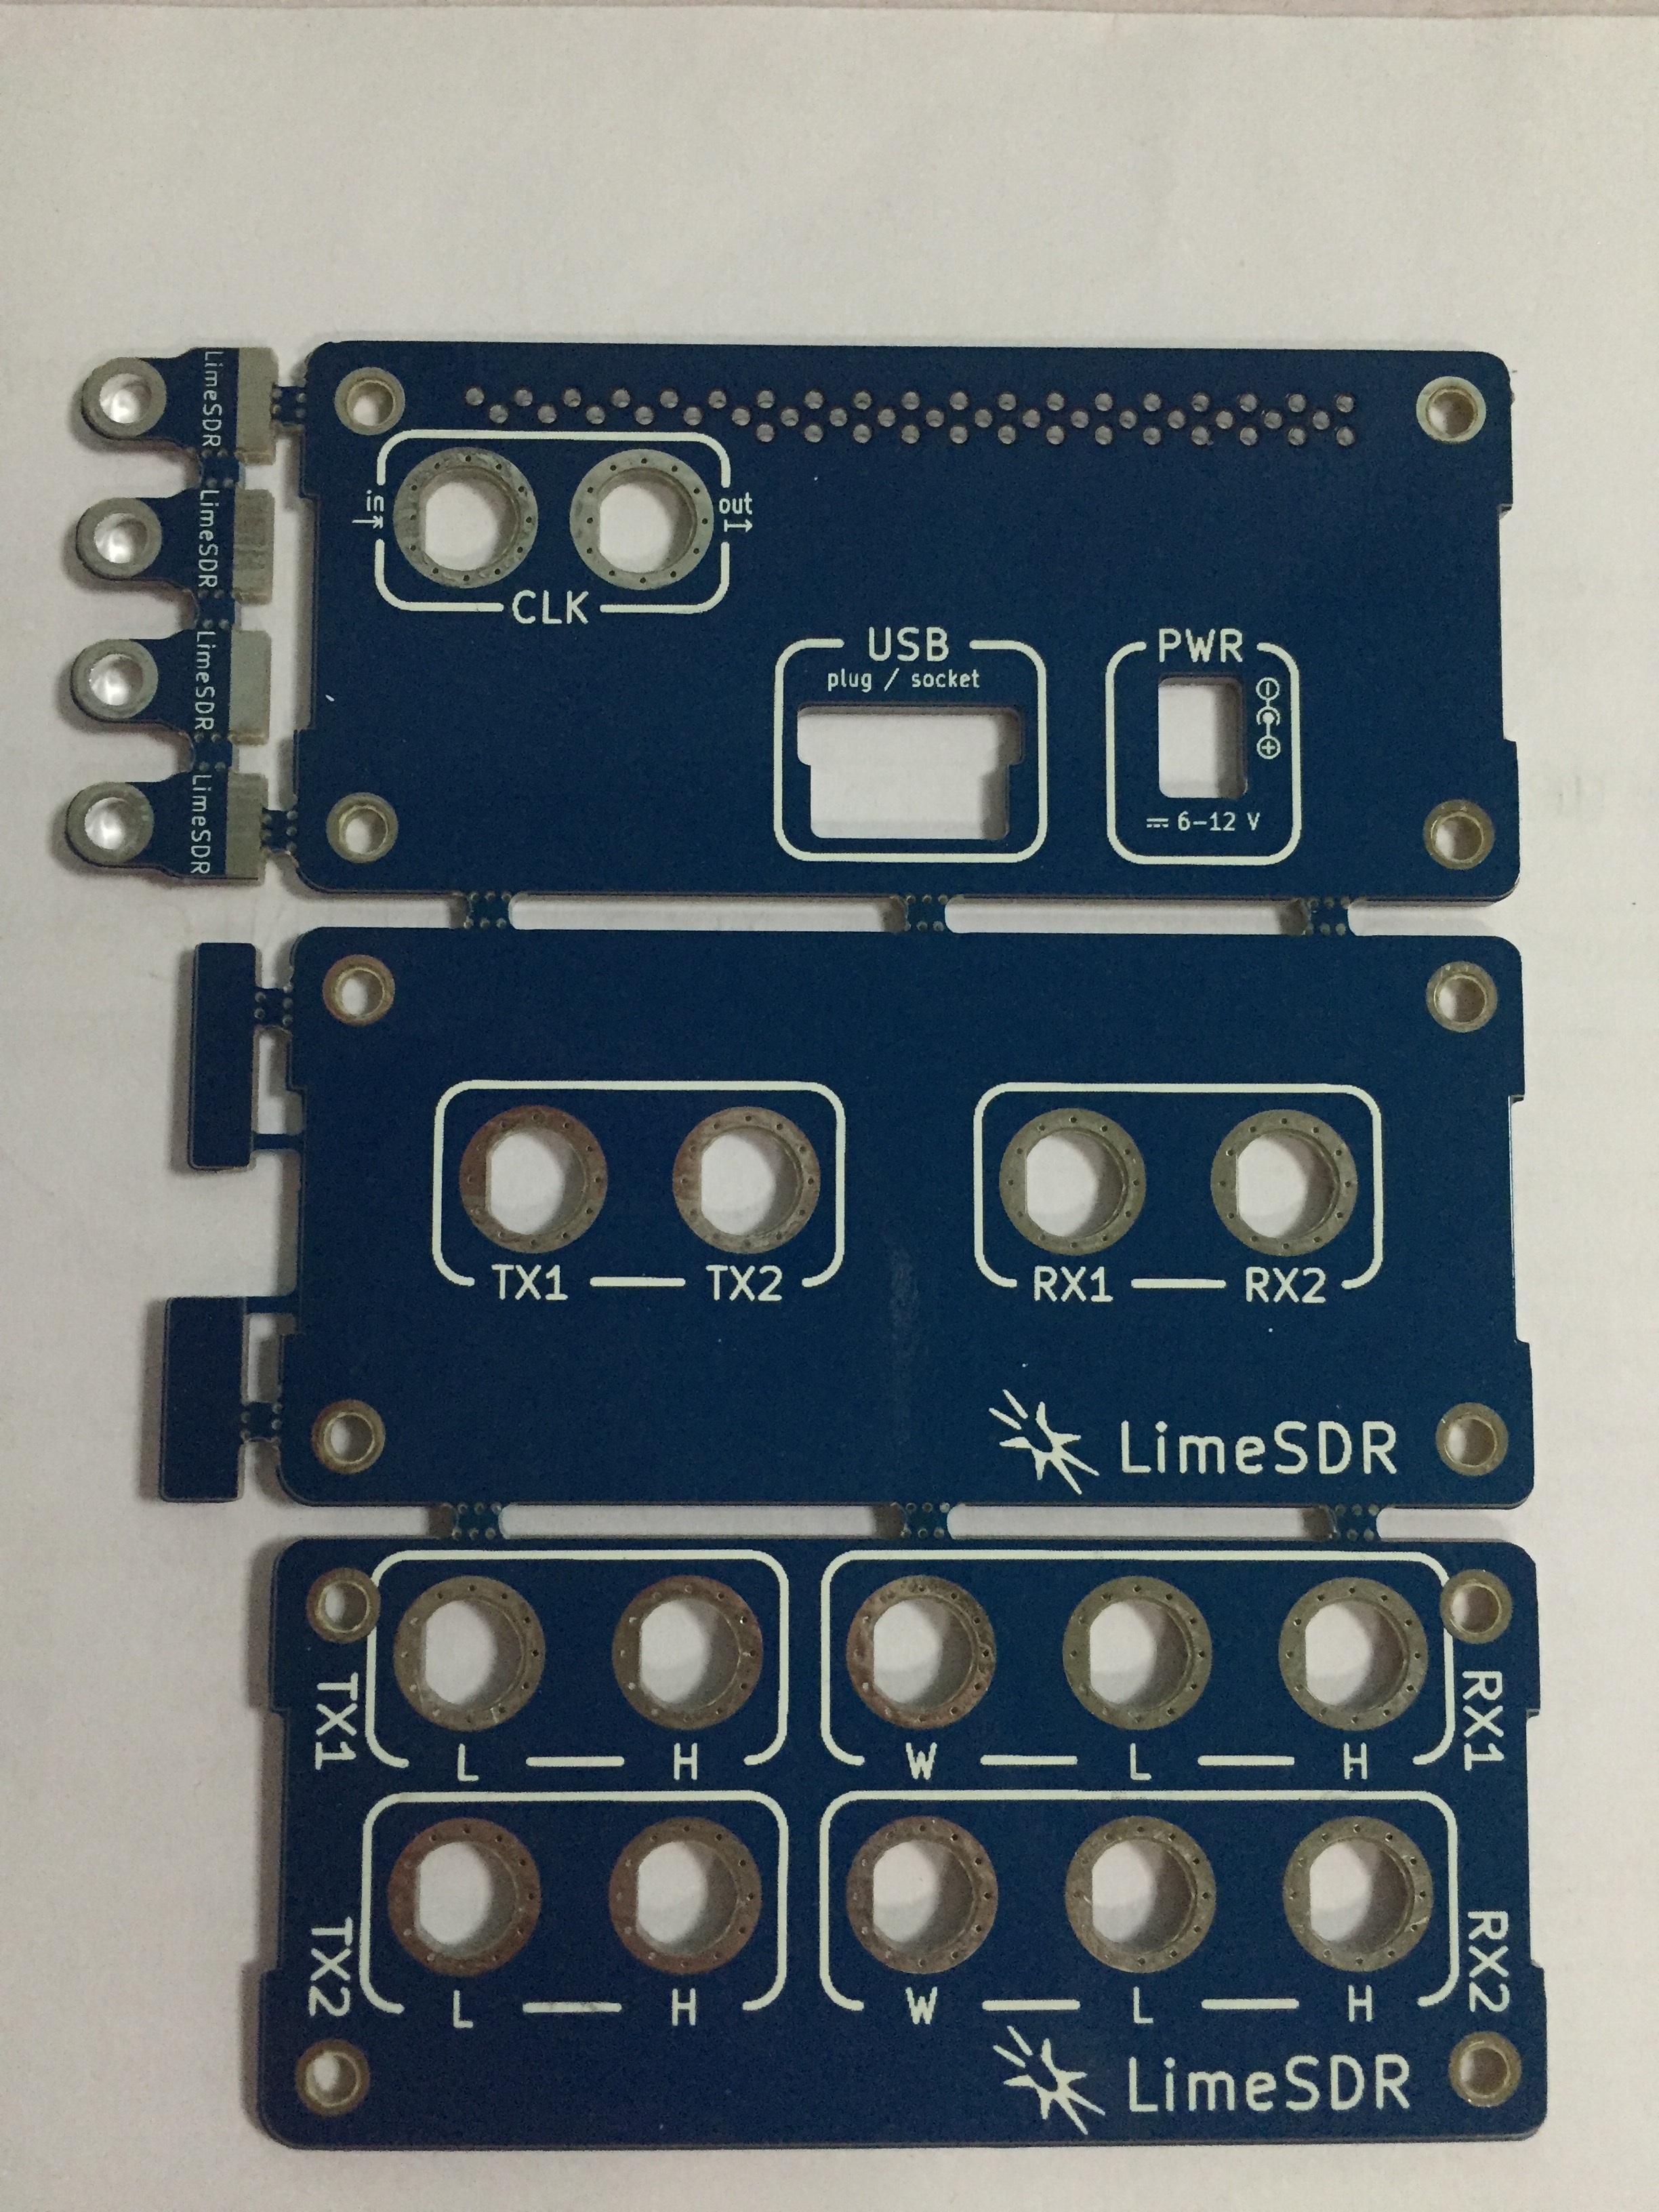 LimeSDR
LimeSDR
LimeSDR
LimeSDR
in
out
CLK
USB
plug / socket
PWR
6-12 V
TX1 TX2
RX1 RX2
LimeSDR
TX1
L H
W L H
RX1
TX2
L H
W L H
RX2
LimeSDR